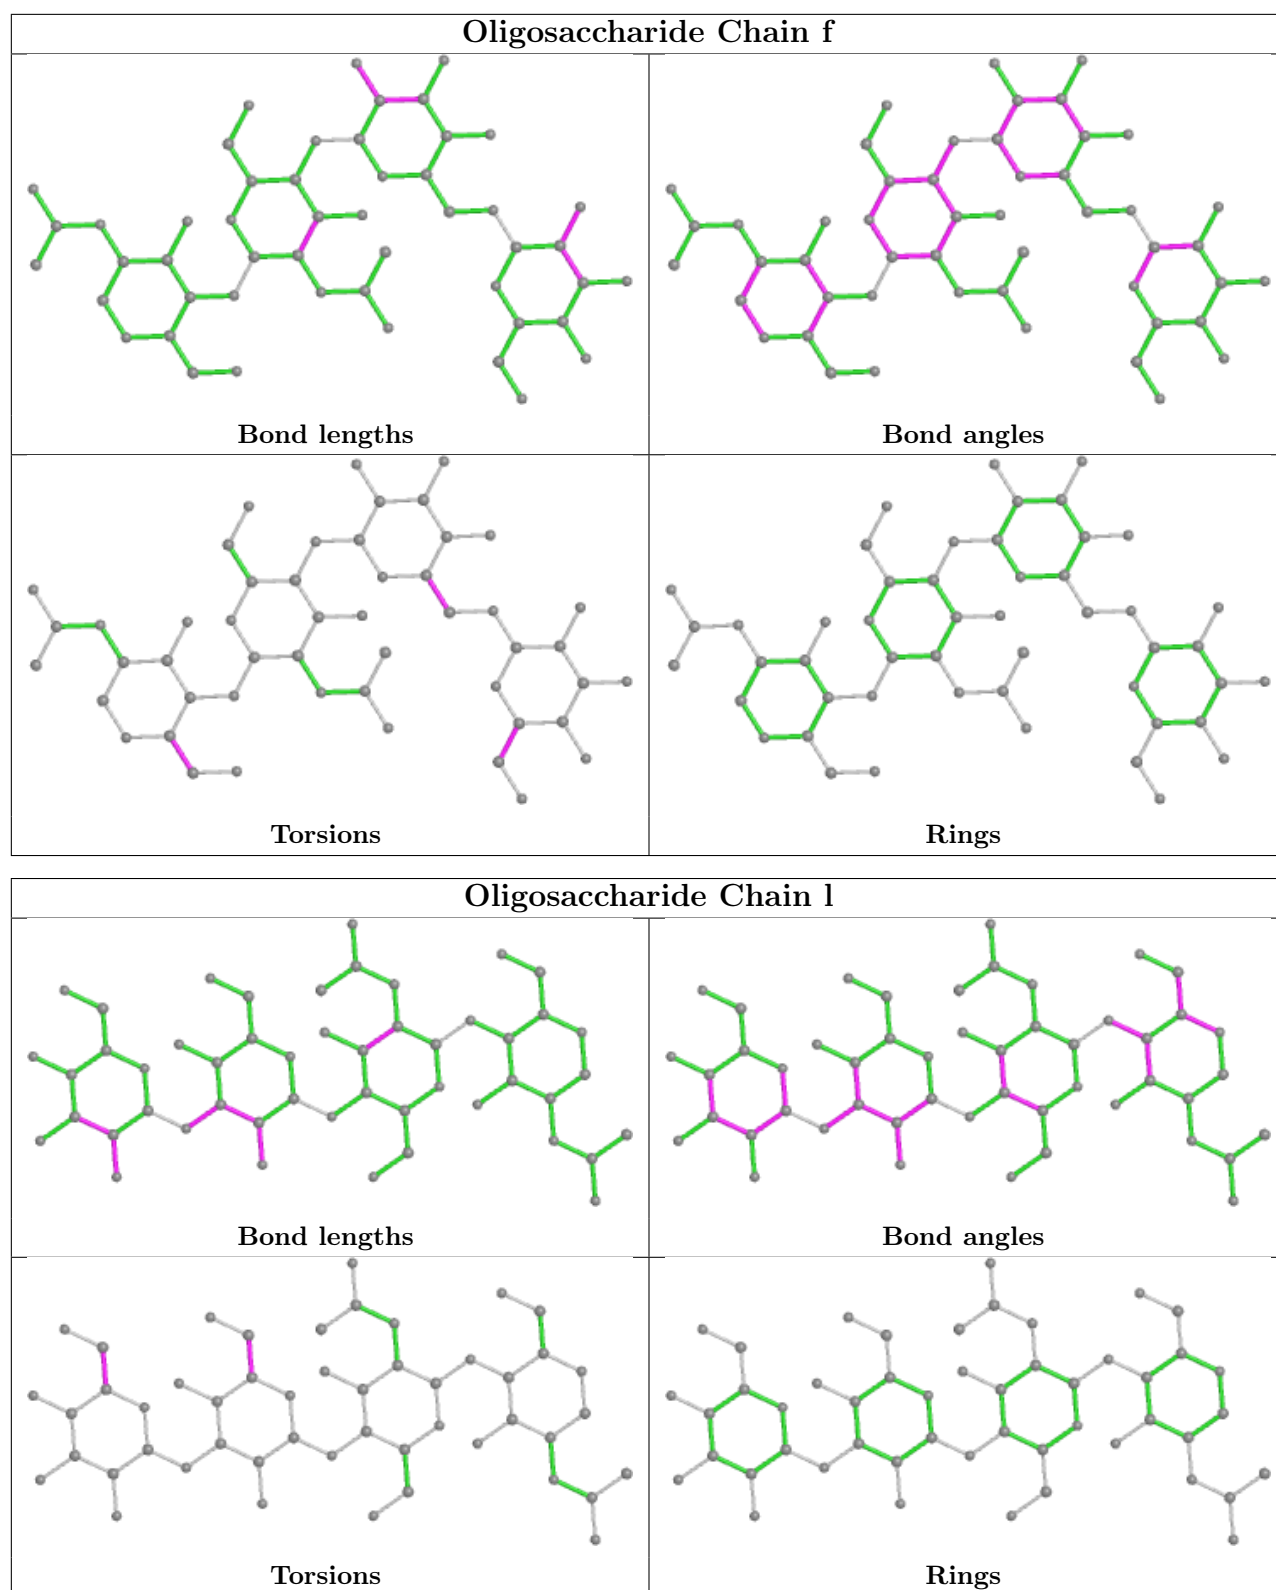 Oligosaccharide Chain f
Bond lengths
Bond angles
Torsions
Rings
Oligosaccharide Chain l
Bond lengths
Bond angles
Torsions
Rings